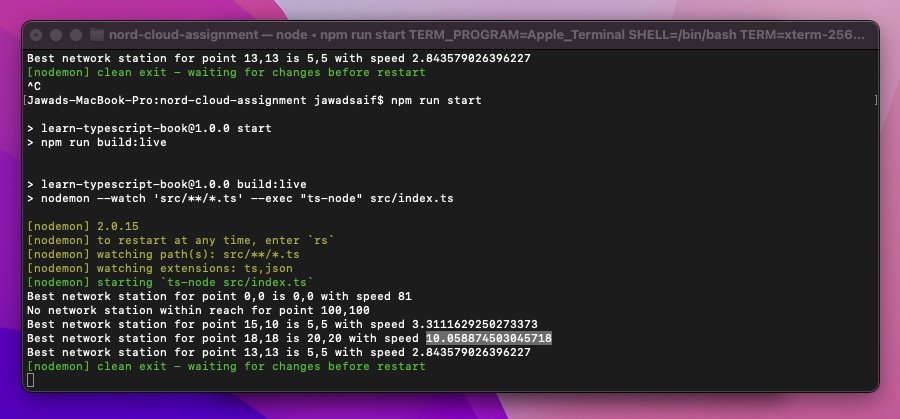 nord-cloud-assignment — node ◂ npm run start TERM_PROGRAM=Apple_Terminal SHELL=/bin/bash TERM=xterm-256...
Best network station for point 13,13 is 5,5 with speed 2.843579026396227
[nodemon] clean exit - waiting for changes before restart
^C
[Jawads-MacBook-Pro:nord-cloud-assignment jawadsaif$ npm run start ]
> learn-typescript-book@1.0.0 start
> npm run build:live
> learn-typescript-book@1.0.0 build:live
> nodemon --watch 'src/**/*.ts' --exec "ts-node" src/index.ts
[nodemon] 2.0.15
[nodemon] to restart at any time, enter `rs`
[nodemon] watching path(s): src/**/*.ts
[nodemon] watching extensions: ts,json
[nodemon] starting `ts-node src/index.ts`
Best network station for point 0,0 is 0,0 with speed 81
No network station within reach for point 100,100
Best network station for point 15,10 is 5,5 with speed 3.3111629250273373
Best network station for point 18,18 is 20,20 with speed 10.058874503045718
Best network station for point 13,13 is 5,5 with speed 2.843579026396227
[nodemon] clean exit - waiting for changes before restart